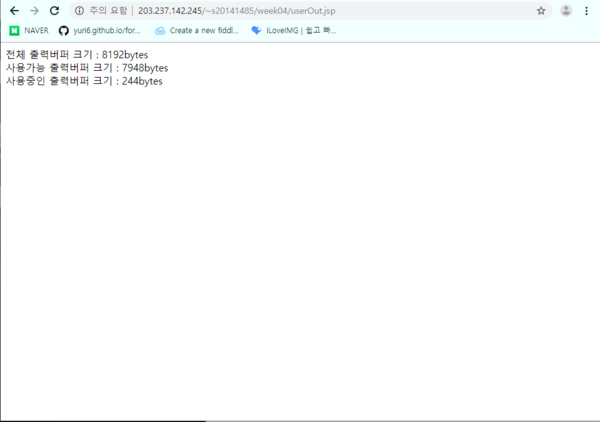 주의 요함 | 203.237.142.245/~s20141485/week04/userOut.jsp
NAVER yuri6.github.io/for... Create a new fiddl... iLoveIMG | 쉽고 빠...
전체 출력버퍼 크기 : 8192bytes
사용가능 출력버퍼 크기 : 7948bytes
사용중인 출력버퍼 크기 : 244bytes